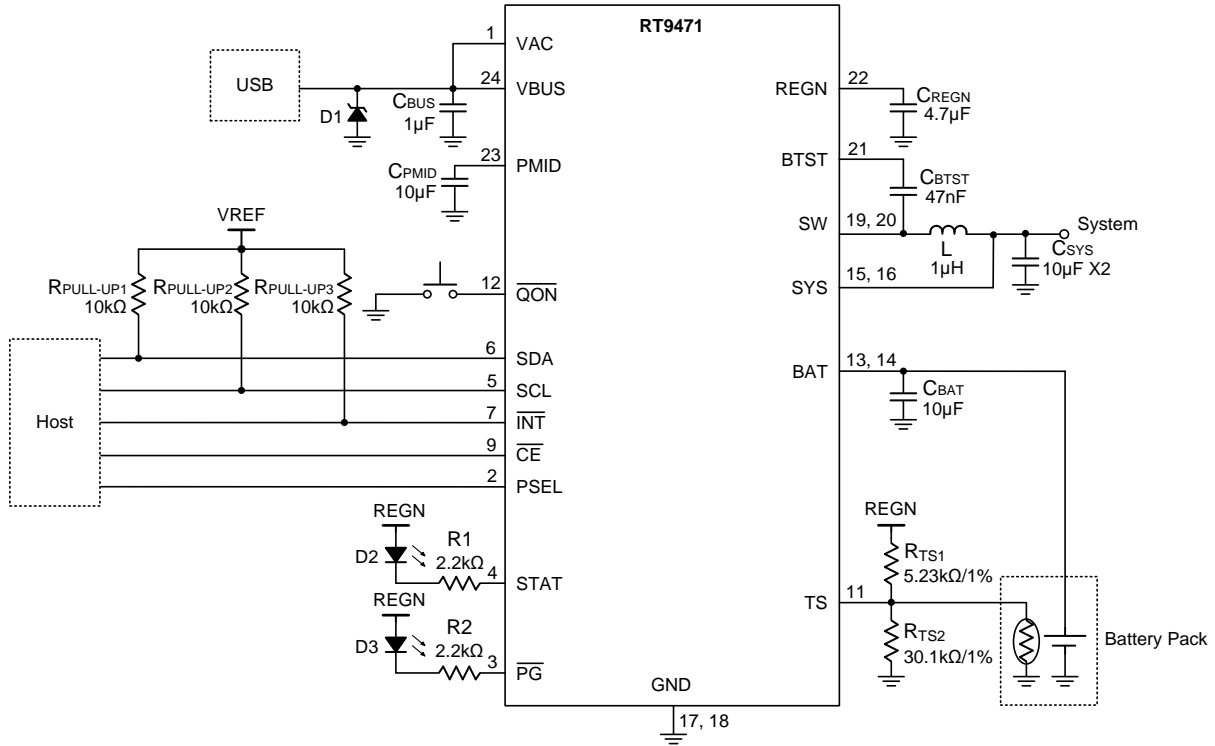 RT9471
1
VAC
USB
24
VBUS
D1
CBUS
1µF
23
PMID
CPMID
10µF
VREF
RPULL-UP1
10kΩ
RPULL-UP2
10kΩ
RPULL-UP3
10kΩ
12
QON
Host
6
SDA
5
SCL
7
INT
9
CE
2
PSEL
REGN
D2
R1
2.2kΩ
4
STAT
REGN
D3
R2
2.2kΩ
3
PG
GND
17, 18
REGN
22
CREGN
4.7µF
BTST
21
CBTST
47nF
SW
19, 20
L
1µH
System
CSYS
10µF X2
SYS
15, 16
BAT
13, 14
CBAT
10µF
REGN
RTS1
5.23kΩ/1%
TS
11
RTS2
30.1kΩ/1%
Battery Pack